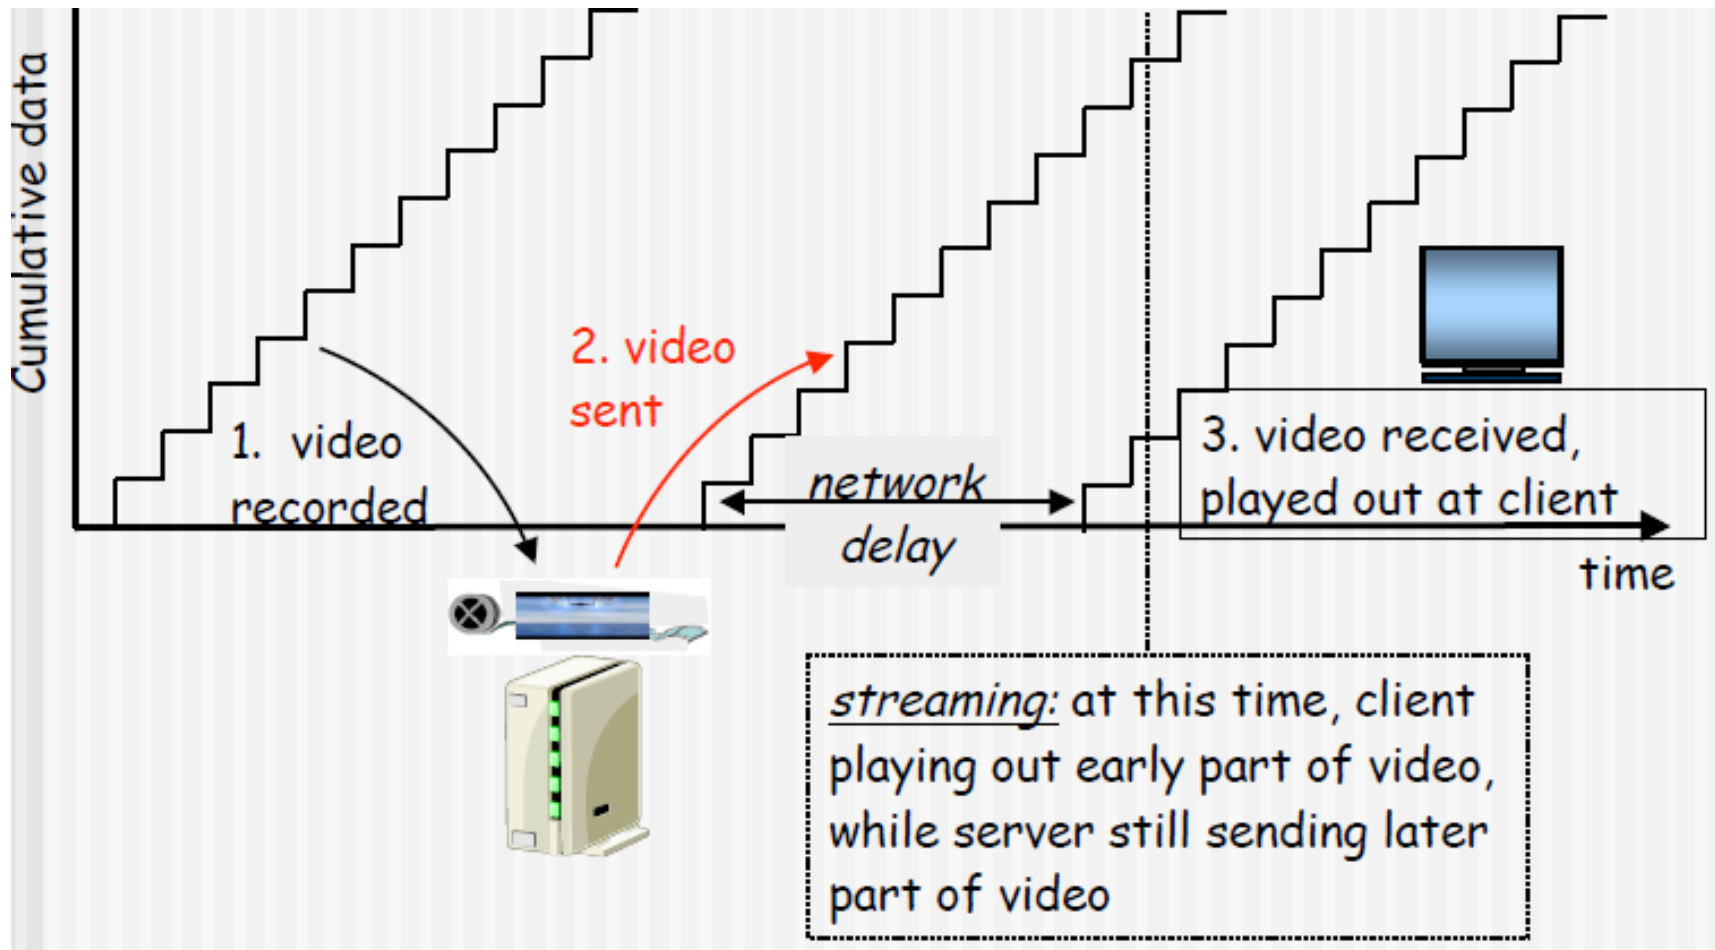 Cumulative data
1. video
recorded
2. video
sent
network
delay
3. video received,
played out at client
time
streaming: at this time, client
playing out early part of video,
while server still sending later
part of video